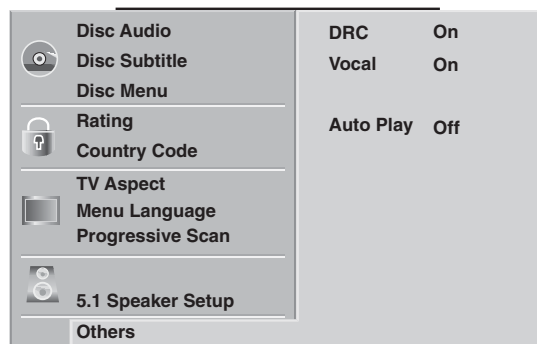 Disc Audio
Disc Subtitle
Disc Menu
Rating
Country Code
TV Aspect
Menu Language
Progressive Scan
5.1 Speaker Setup
Others
DRC On
Vocal On
Auto Play Off